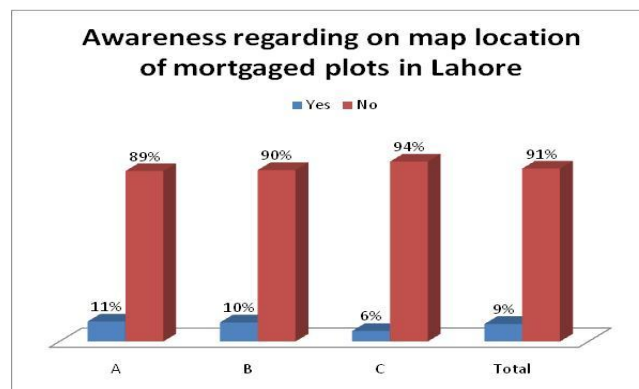 Awareness regarding on map location
of mortgaged plots in Lahore
Yes No
89% 90% 94% 91%
11% 10% 6% 9%
A B C Total